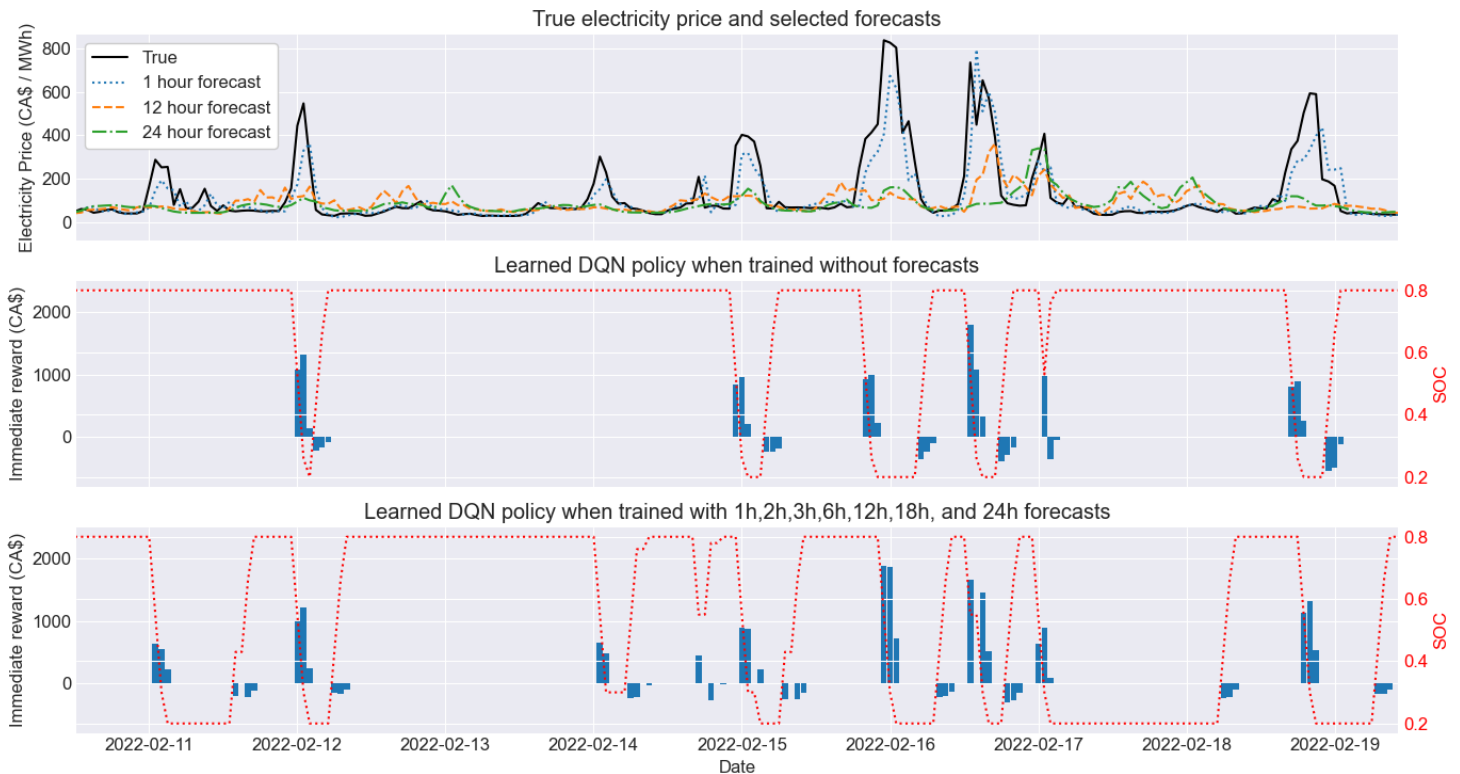 True electricity price and selected forecasts
Electricity Price (CA$ / MWh)
800
600
400
200
0
True
1 hour forecast
12 hour forecast
24 hour forecast
Learned DQN policy when trained without forecasts
Immediate reward (CA$)
2000
1000
0
0.8
0.6
0.4
0.2
SOC
Learned DQN policy when trained with 1h,2h,3h,6h,12h,18h, and 24h forecasts
Immediate reward (CA$)
2000
1000
0
0.8
0.6
0.4
0.2
SOC
2022-02-11 2022-02-12 2022-02-13 2022-02-14 2022-02-15 2022-02-16 2022-02-17 2022-02-18 2022-02-19
Date